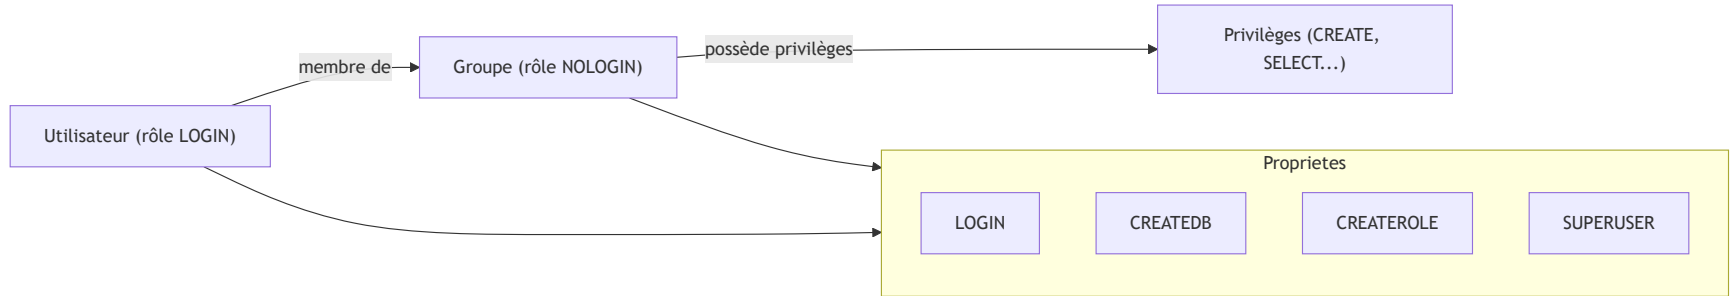 Utilisateur (rôle LOGIN)
membre de
Groupe (rôle NOLOGIN)
possède privilèges
Privilèges (CREATE,
SELECT...)
Proprietes
LOGIN
CREATEDB
CREATEROLE
SUPERUSER